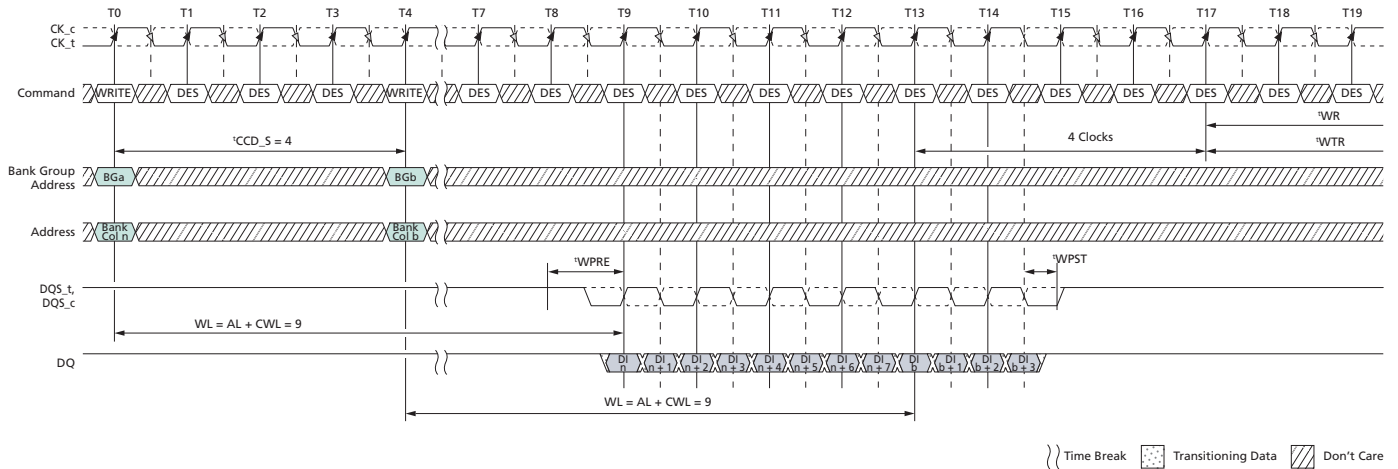 T0 T1 T2 T3 T4 T7 T8 T9 T10 T11 T12 T13 T14 T15 T16 T17 T18 T19
CK_c
CK_t
Command WRITE DES DES DES WRITE DES DES DES DES DES DES DES DES DES DES DES DES DES
tWR
tCCD_S = 4
4 Clocks
tWTR
Bank Group
Address
BGa BGb
Address
Bank
Col n
Bank
Col b
tWPRE
tWPST
DQS_t,
DQS_c
WL = AL + CWL = 9
DQ
DI
n
DI
n + 1
DI
n + 2
DI
n + 3
DI
n + 4
DI
n + 5
DI
n + 6
DI
n + 7
DI
b
DI
b + 1
DI
b + 2
DI
b + 3
WL = AL + CWL = 9
Time Break Transitioning Data Don't Care